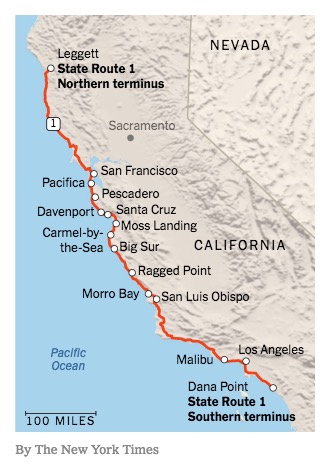 NEVADA
Leggett
State Route 1
Northern terminus
1
Sacramento
San Francisco
Pacifica
Pescadero
Davenport
Santa Cruz
Moss Landing
Carmel-by-
the-Sea
Big Sur
CALIFORNIA
Ragged Point
Morro Bay
San Luis Obispo
Pacific
Ocean
Los Angeles
Malibu
Dana Point
State Route 1
Southern terminus
100 MILES
By The New York Times